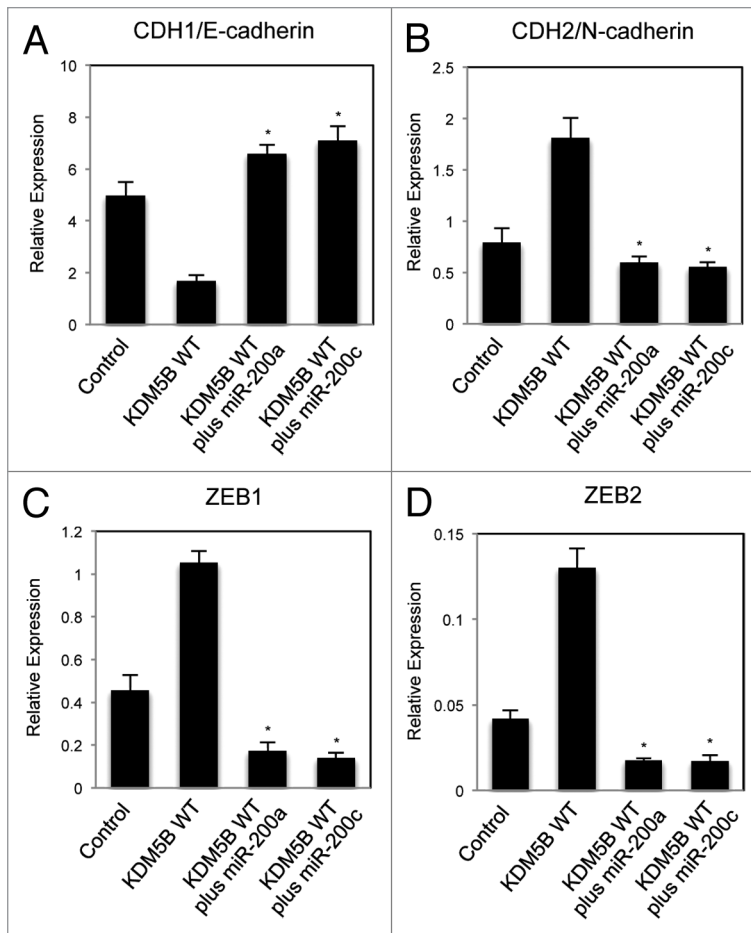 A
CDH1/E-cadherin
Relative Expression
10
8
6
4
2
0
*
*
Control
KDM5B WT
KDM5B WT
plus miR-200a
KDM5B WT
plus miR-200c
B
CDH2/N-cadherin
Relative Expression
2.5
2
1.5
1
0.5
0
*
*
Control
KDM5B WT
KDM5B WT
plus miR-200a
KDM5B WT
plus miR-200c
C
ZEB1
Relative Expression
1.2
1
0.8
0.6
0.4
0.2
0
*
*
Control
KDM5B WT
KDM5B WT
plus miR-200a
KDM5B WT
plus miR-200c
D
ZEB2
Relative Expression
0.15
0.1
0.05
0
*
*
Control
KDM5B WT
KDM5B WT
plus miR-200a
KDM5B WT
plus miR-200c